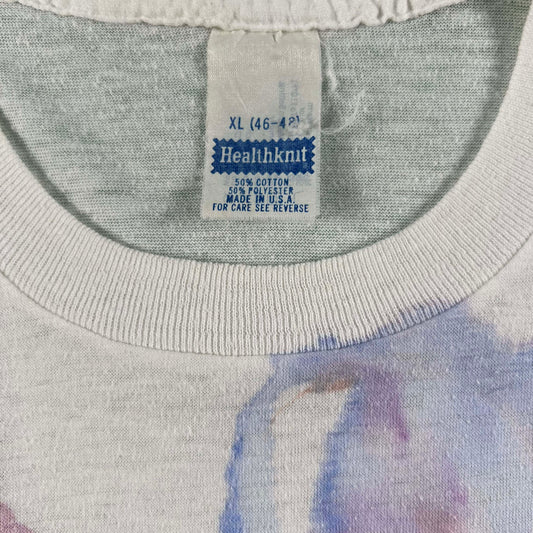 XL (46-48)
Healthknit
50% COTTON
50% POLYESTER
MADE IN U.S.A.
FOR CARE SEE REVERSE